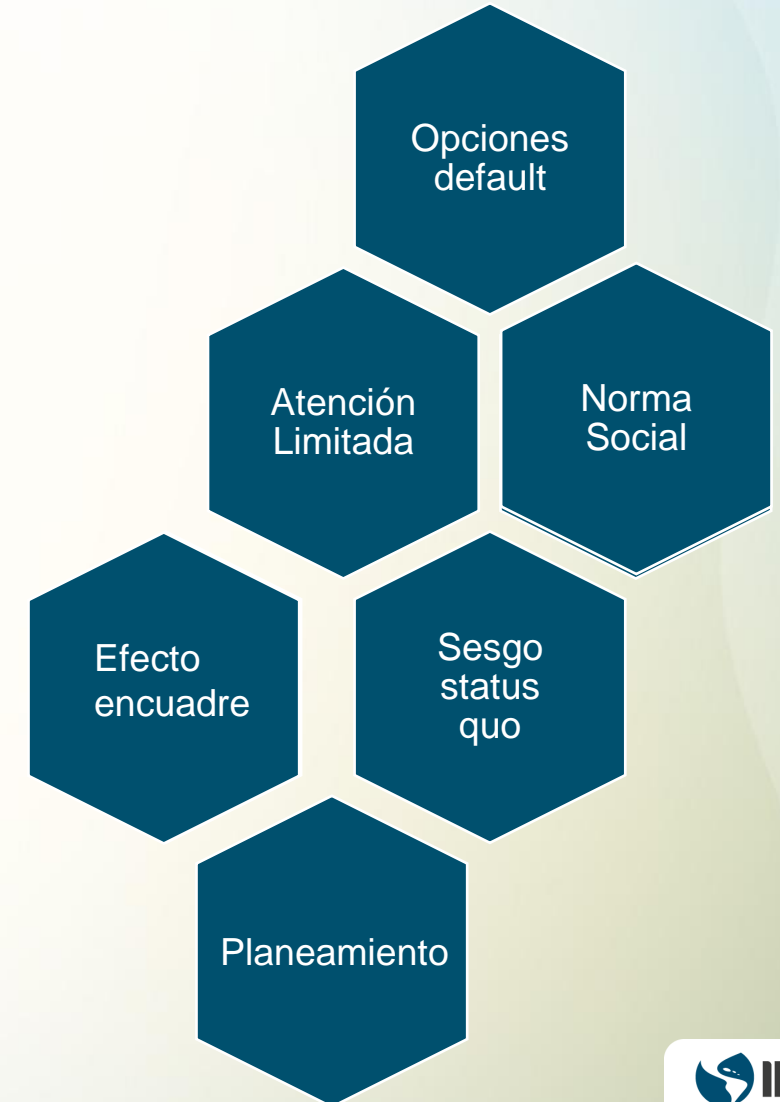 Opciones
default
Atención
Limitada
Norma
Social
Efecto
encuadre
Sesgo
status
quo
Planeamiento